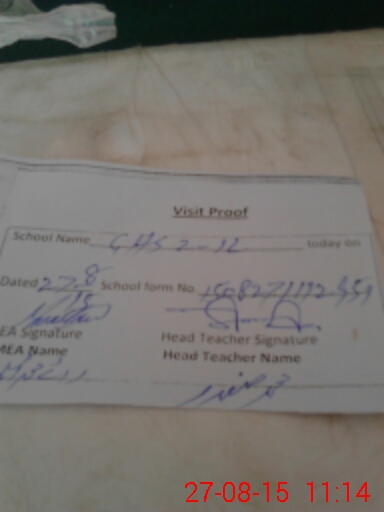 Visit Proof
School Name GHS 2-12 today on
Dated 27.8 School form No.
15
EA Signature Head Teacher Signature
MEA Name Head Teacher Name
27-08-15 11:14